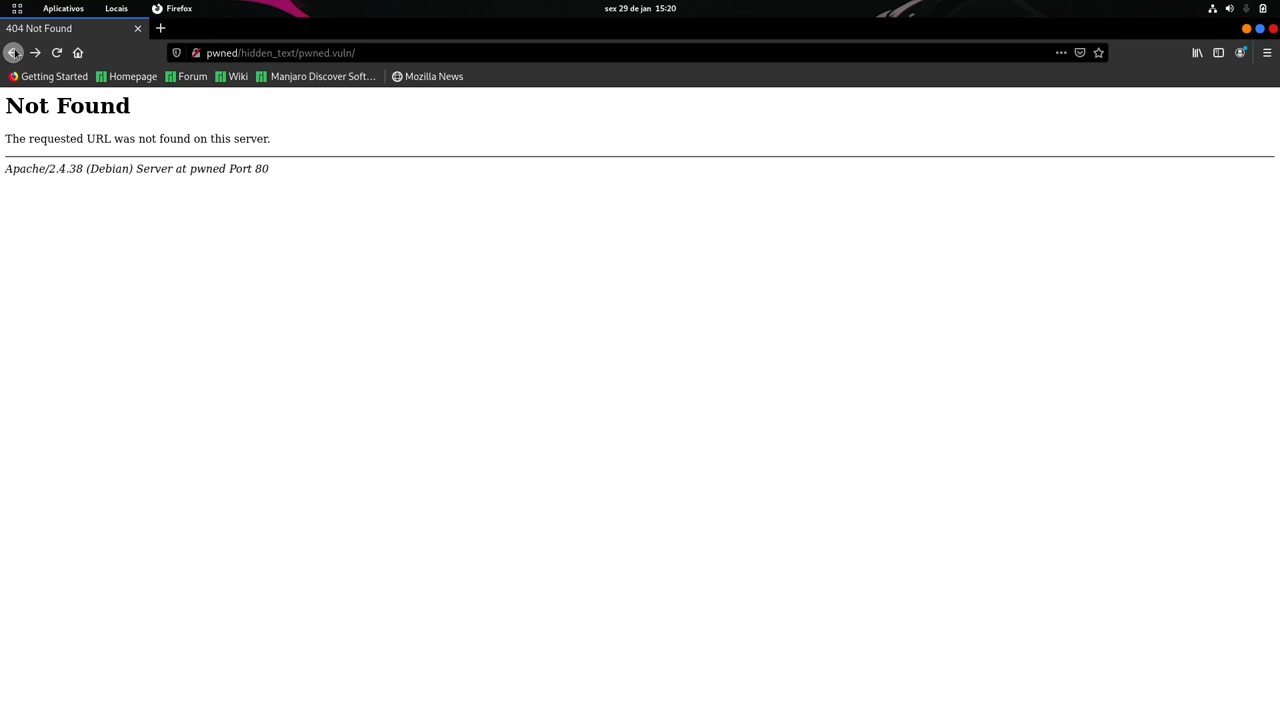 Aplicativos Locais Firefox sex 29 de jan 15:20
404 Not Found
pwned/hidden_text/pwned.vuln/
Getting Started Homepage Forum Wiki Manjaro Discover Soft... Mozilla News
Not Found
The requested URL was not found on this server.
Apache/2.4.38 (Debian) Server at pwned Port 80